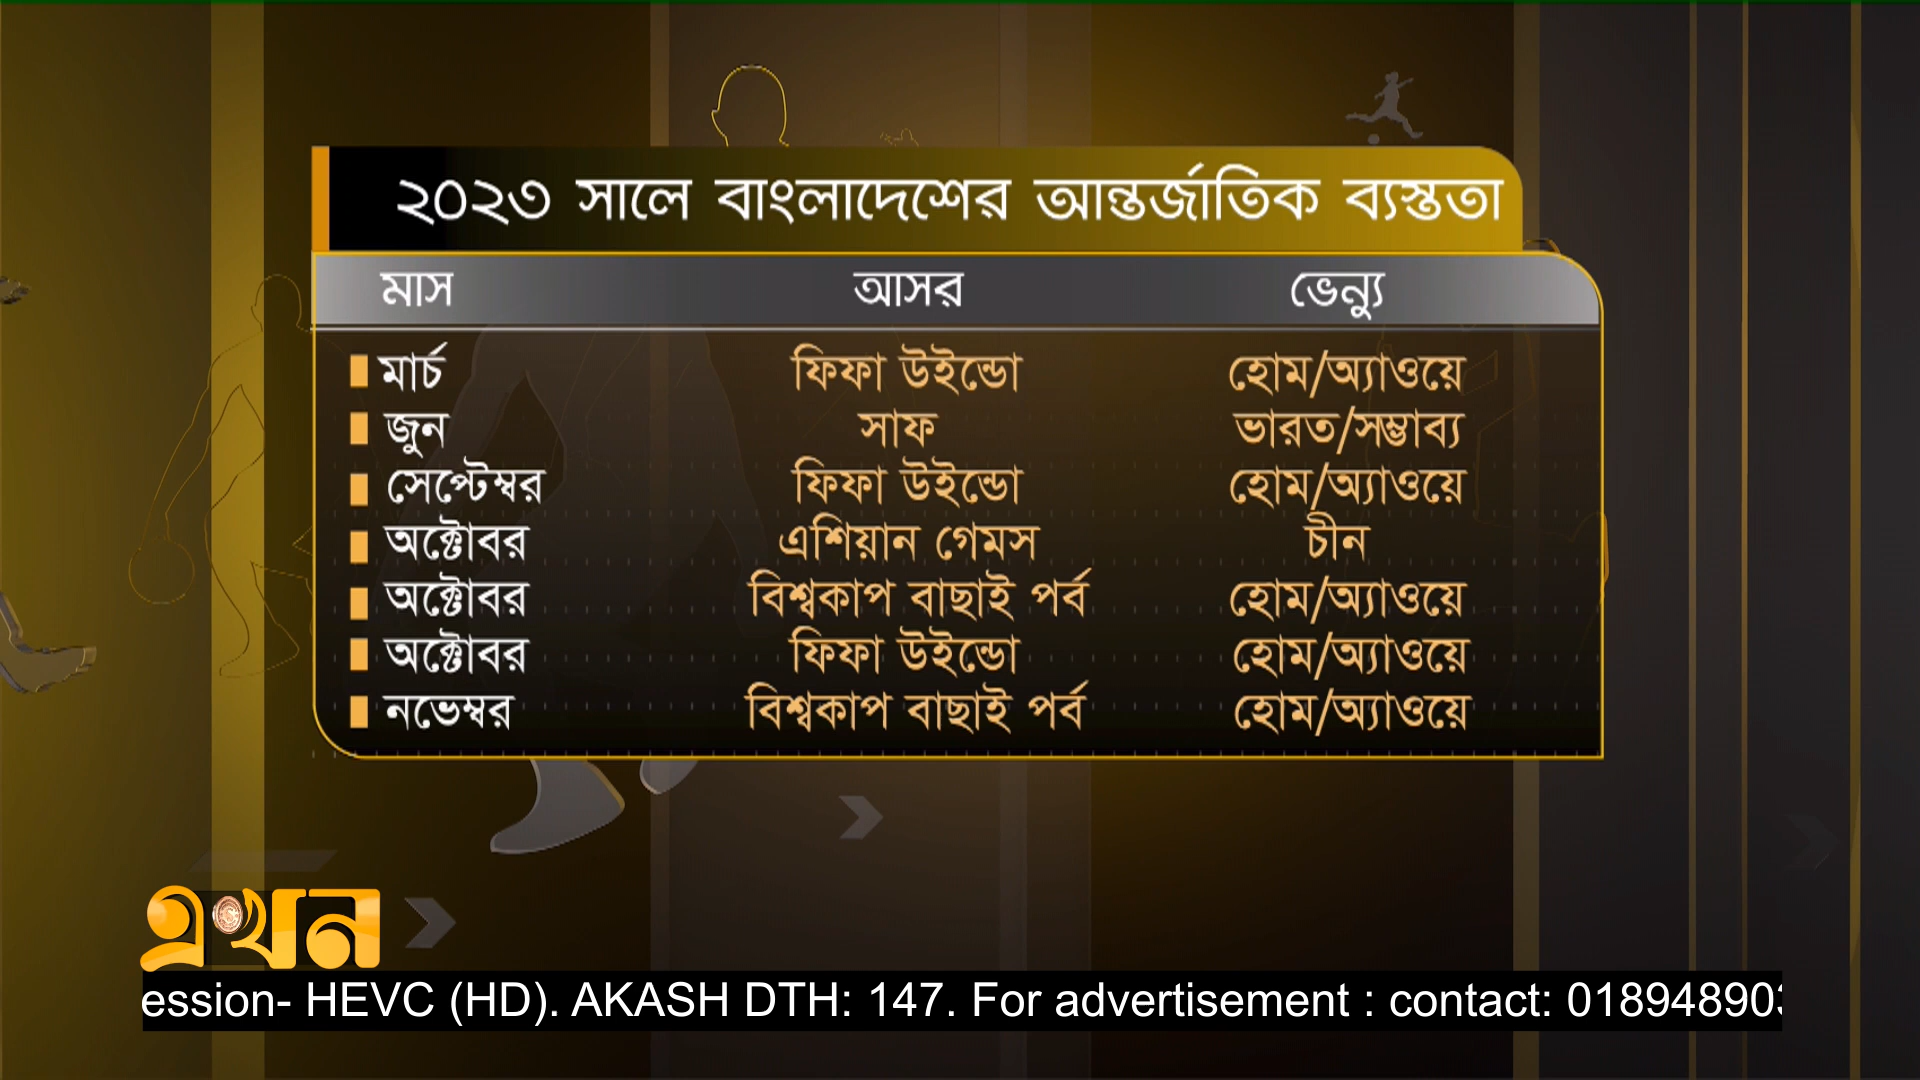 ২০২৩ সালে বাংলাদেশের আন্তর্জাতিক ব্যস্ততা
মাস আসর ভেন্যু
মার্চ ফিফা উইন্ডো হোম/অ্যাওয়ে
জুন সাফ ভারত/সম্ভাব্য
সেপ্টেম্বর ফিফা উইন্ডো হোম/অ্যাওয়ে
অক্টোবর এশিয়ান গেমস চীন
অক্টোবর বিশ্বকাপ বাছাই পর্ব হোম/অ্যাওয়ে
অক্টোবর ফিফা উইন্ডো হোম/অ্যাওয়ে
নভেম্বর বিশ্বকাপ বাছাই পর্ব হোম/অ্যাওয়ে
এখন
ession- HEVC (HD). AKASH DTH: 147. For advertisement : contact: 018948903